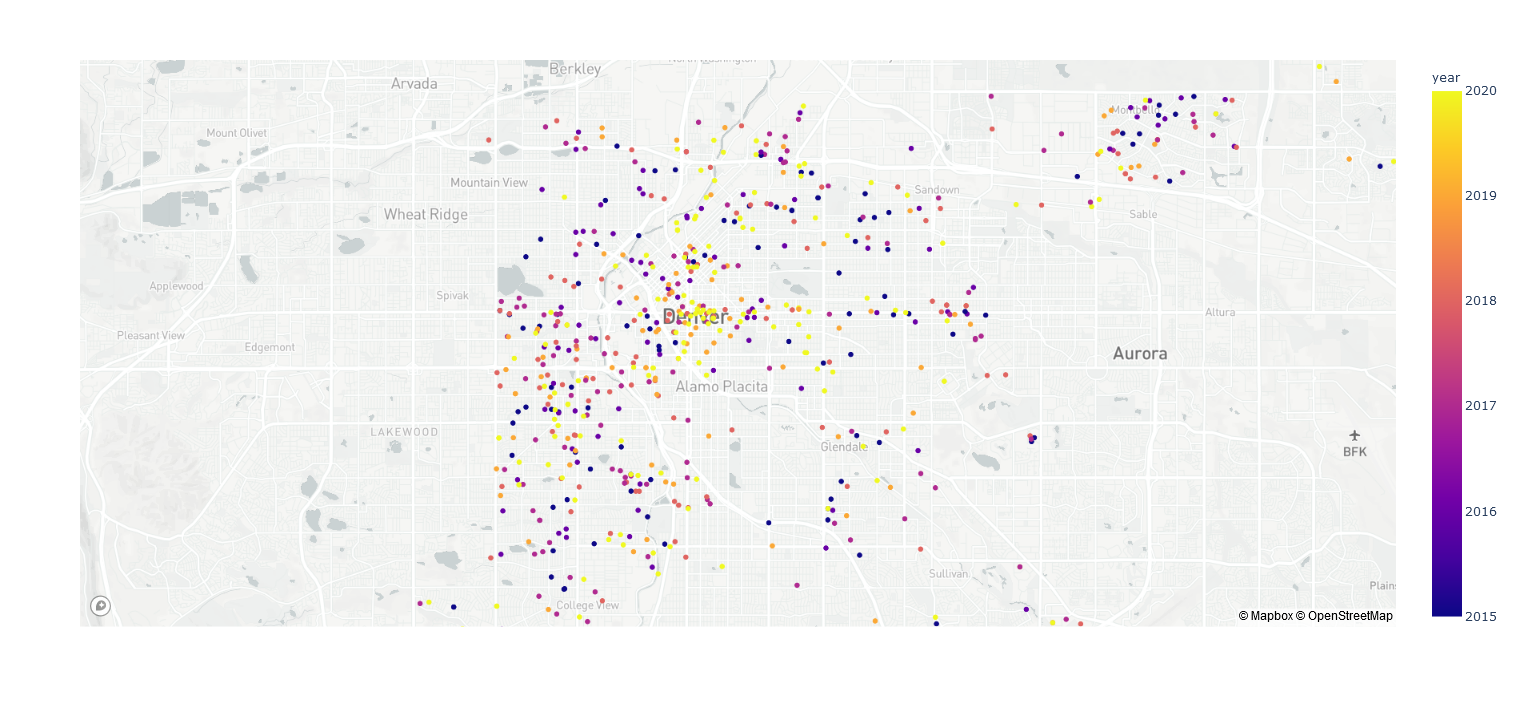 North Washington
Berkley
year
Arvada
2020
Montbello
Mount Olivet
Mountain View
Sandown
2019
Wheat Ridge
Sable
Applewood
Spivak
2018
Denver
Altura
Pleasant View
Edgemont
Aurora
Alamo Placita
2017
LAKEWOOD
Glendale
BFK
2016
Sullivan
Plains
College View
© Mapbox © OpenStreetMap
2015